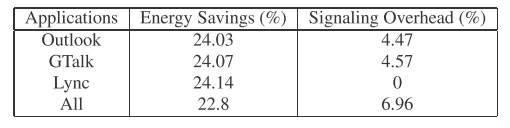 Applications Energy Savings (%) Signaling Overhead (%)
Outlook 24.03 4.47
GTalk 24.07 4.57
Lync 24.14 0
All 22.8 6.96